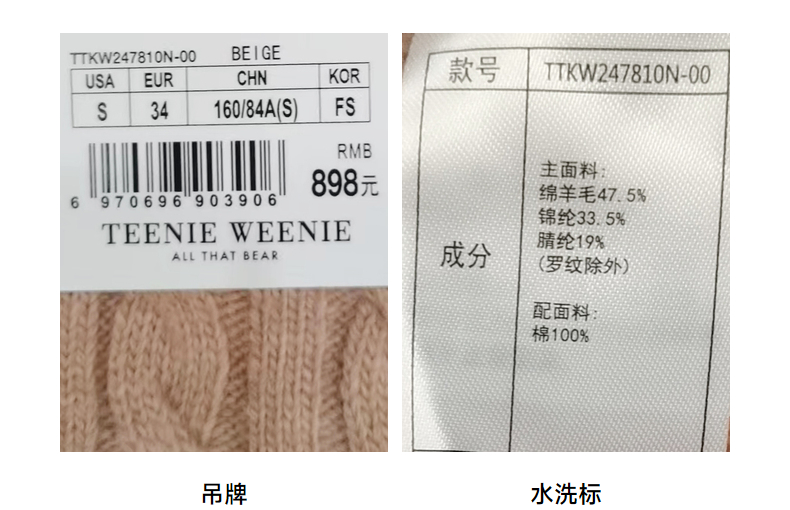 TTKW247810N-00 BEIGE
USA EUR CHN KOR
S 34 160/84A(S) FS
RMB
898元
6 970696 903906
TEENIE WEENIE
ALL THAT BEAR
款号 TTKW247810N-00
成分
主面料:
绵羊毛47.5%
锦纶33.5%
腈纶19%
(罗纹除外)
配面料:
棉100%
吊牌
水洗标